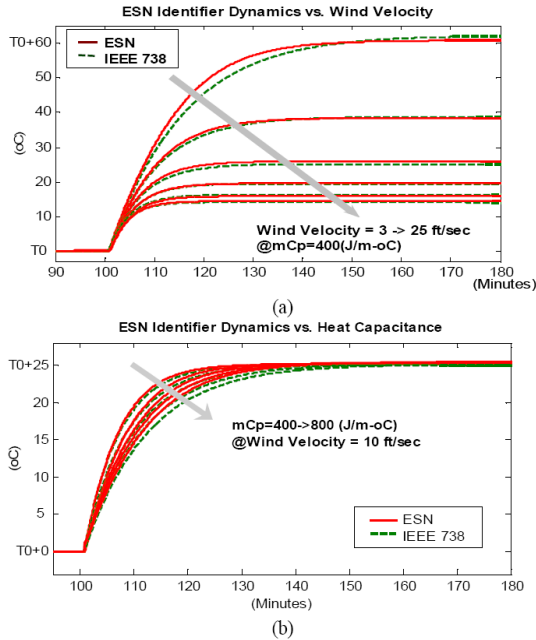 ESN Identifier Dynamics vs. Wind Velocity
T0+60
50
40
30
20
10
T0
(oC)
ESN
IEEE 738
Wind Velocity = 3 -> 25 ft/sec
@mCp=400(J/m-oC)
90 100 110 120 130 140 150 160 170 180
(Minutes)
(a)
ESN Identifier Dynamics vs. Heat Capacitance
T0+25
20
15
10
5
T0+0
(oC)
mCp=400->800 (J/m-oC)
@Wind Velocity = 10 ft/sec
ESN
IEEE 738
100 110 120 130 140 150 160 170 180
(Minutes)
(b)